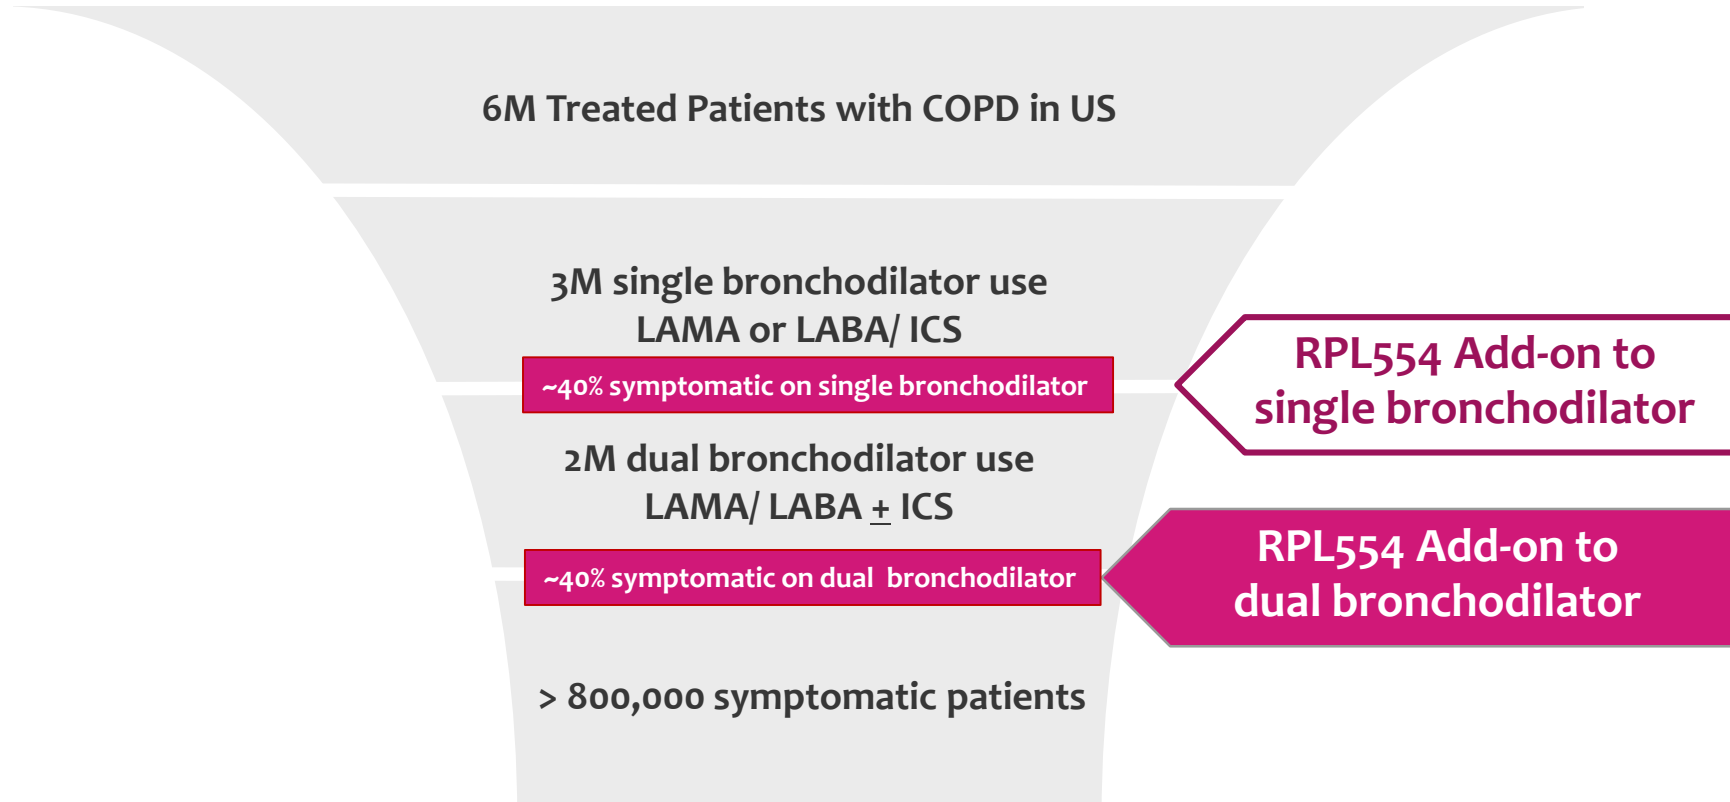 6M Treated Patients with COPD in US
3M single bronchodilator use
LAMA or LABA/ ICS
~40% symptomatic on single bronchodilator
RPL554 Add-on to
single bronchodilator
2M dual bronchodilator use
LAMA/ LABA ± ICS
~40% symptomatic on dual  bronchodilator
RPL554 Add-on to
dual bronchodilator
> 800,000 symptomatic patients